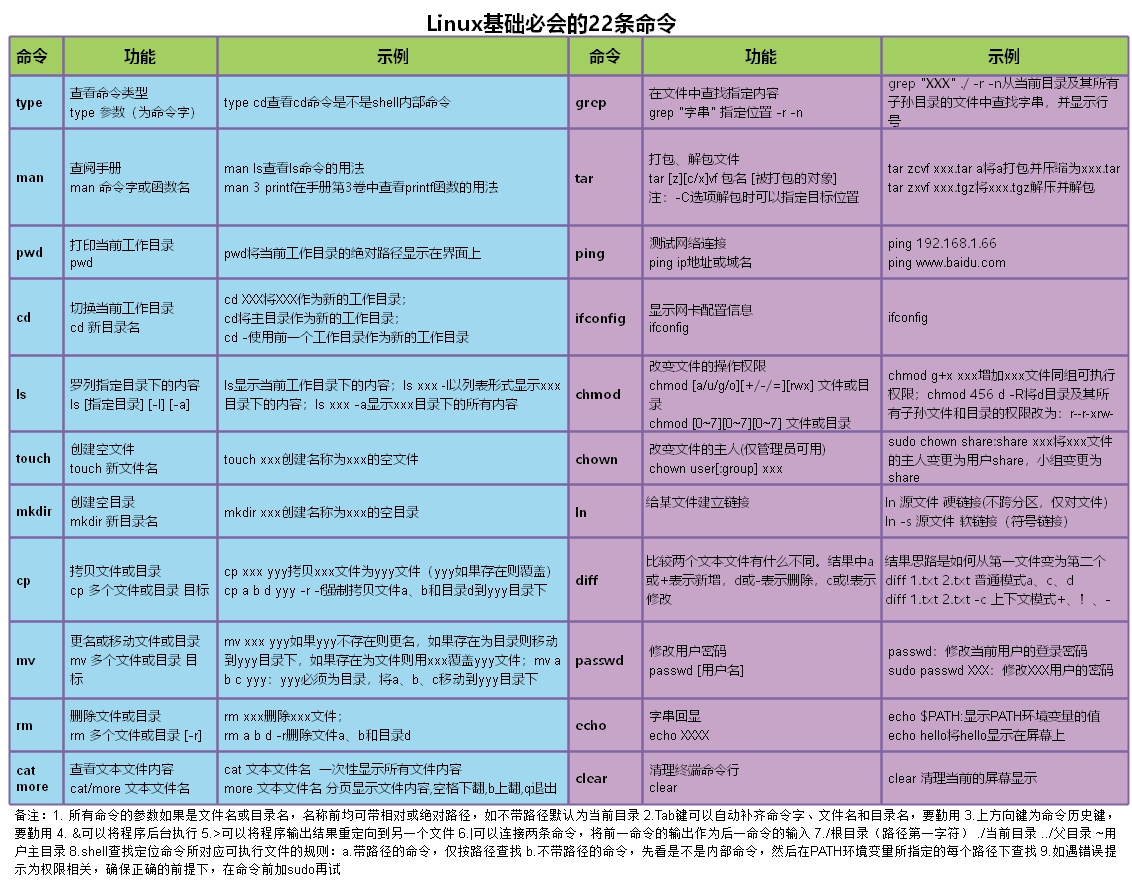 Linux基础必会的22条命令
命令 功能 示例 命令 功能 示例
type
查看命令类型
type 参数（为命令字）
type cd查看cd命令是不是shell内部命令
grep
在文件中查找指定内容
grep "字串" 指定位置 -r -n
grep "XXX" ./ -r -n从当前目录及其所有
子孙目录的文件中查找字串，并显示行
号
man
查阅手册
man 命令字或函数名
man ls查看ls命令的用法
man 3 printf在手册第3卷中查看printf函数的用法
tar
打包、解包文件
tar [z][c/x]vf 包名 [被打包的对象]
注：-C选项解包时可以指定目标位置
tar zcvf xxx.tar a将a打包并压缩为xxx.tar
tar zxvf xxx.tgz将xxx.tgz解压并解包
pwd
打印当前工作目录
pwd
pwd将当前工作目录的绝对路径显示在界面上
ping
测试网络连接
ping ip地址或域名
ping 192.168.1.66
ping www.baidu.com
cd
切换当前工作目录
cd 新目录名
cd XXX将XXX作为新的工作目录；
cd将主目录作为新的工作目录；
cd -使用前一个工作目录作为新的工作目录
ifconfig
显示网卡配置信息
ifconfig
ifconfig
ls
罗列指定目录下的内容
ls [指定目录] [-l] [-a]
ls显示当前工作目录下的内容；ls xxx -l以列表形式显示xxx
目录下的内容；ls xxx -a显示xxx目录下的所有内容
chmod
改变文件的操作权限
chmod [a/u/g/o][+/-/=][rwx] 文件或目
录
chmod [0~7][0~7][0~7] 文件或目录
chmod g+x xxx增加xxx文件同组可执行
权限；chmod 456 d -R将d目录及其所
有子孙文件和目录的权限改为：r--r-xrw-
touch
创建空文件
touch 新文件名
touch xxx创建名称为xxx的空文件
chown
改变文件的主人(仅管理员可用)
chown user[:group] xxx
sudo chown share:share xxx将xxx文件
的主人变更为用户share，小组变更为
share
mkdir
创建空目录
mkdir 新目录名
mkdir xxx创建名称为xxx的空目录
ln
给某文件建立链接
ln 源文件 硬链接(不跨分区，仅对文件)
ln -s 源文件 软链接（符号链接）
cp
拷贝文件或目录
cp 多个文件或目录 目标
cp xxx yyy拷贝xxx文件为yyy文件（yyy如果存在则覆盖）
cp a b d yyy -r -f强制拷贝文件a、b和目录d到yyy目录下
diff
比较两个文本文件有什么不同。结果中a
或+表示新增，d或-表示删除，c或!表示
修改
结果思路是如何从第一文件变为第二个
diff 1.txt 2.txt 普通模式a、c、d
diff 1.txt 2.txt -c 上下文模式+、！、-
mv
更名或移动文件或目录
mv 多个文件或目录 目
标
mv xxx yyy如果yyy不存在则更名，如果存在为目录则移动
到yyy目录下，如果存在为文件则用xxx覆盖yyy文件；mv a
b c yyy：yyy必须为目录，将a、b、c移动到yyy目录下
passwd
修改用户密码
passwd [用户名]
passwd：修改当前用户的登录密码
sudo passwd XXX：修改XXX用户的密码
rm
删除文件或目录
rm 多个文件或目录 [-r]
rm xxx删除xxx文件；
rm a b d -r删除文件a、b和目录d
echo
字串回显
echo XXXX
echo $PATH:显示PATH环境变量的值
echo hello将hello显示在屏幕上
cat
more
查看文本文件内容
cat/more 文本文件名
cat 文本文件名 一次性显示所有文件内容
more 文本文件名 分页显示文件内容,空格下翻,b上翻,q退出
clear
清理终端命令行
clear
clear 清理当前的屏幕显示
备注：1. 所有命令的参数如果是文件名或目录名，名称前均可带相对或绝对路径，如不带路径默认为当前目录 2.Tab键可以自动补齐命令字、文件名和目录名，要勤用 3.上方向键为命令历史键，
要勤用 4. &可以将程序后台执行 5.>可以将程序输出结果重定向到另一个文件 6.|可以连接两条命令，将前一命令的输出作为后一命令的输入 7./根目录（路径第一字符） ./当前目录 ../父目录 ~用
户主目录 8.shell查找定位命令所对应可执行文件的规则：a.带路径的命令，仅按路径查找 b.不带路径的命令，先看是不是内部命令，然后在PATH环境变量所指定的每个路径下查找 9.如遇错误提
示为权限相关，确保正确的前提下，在命令前加sudo再试